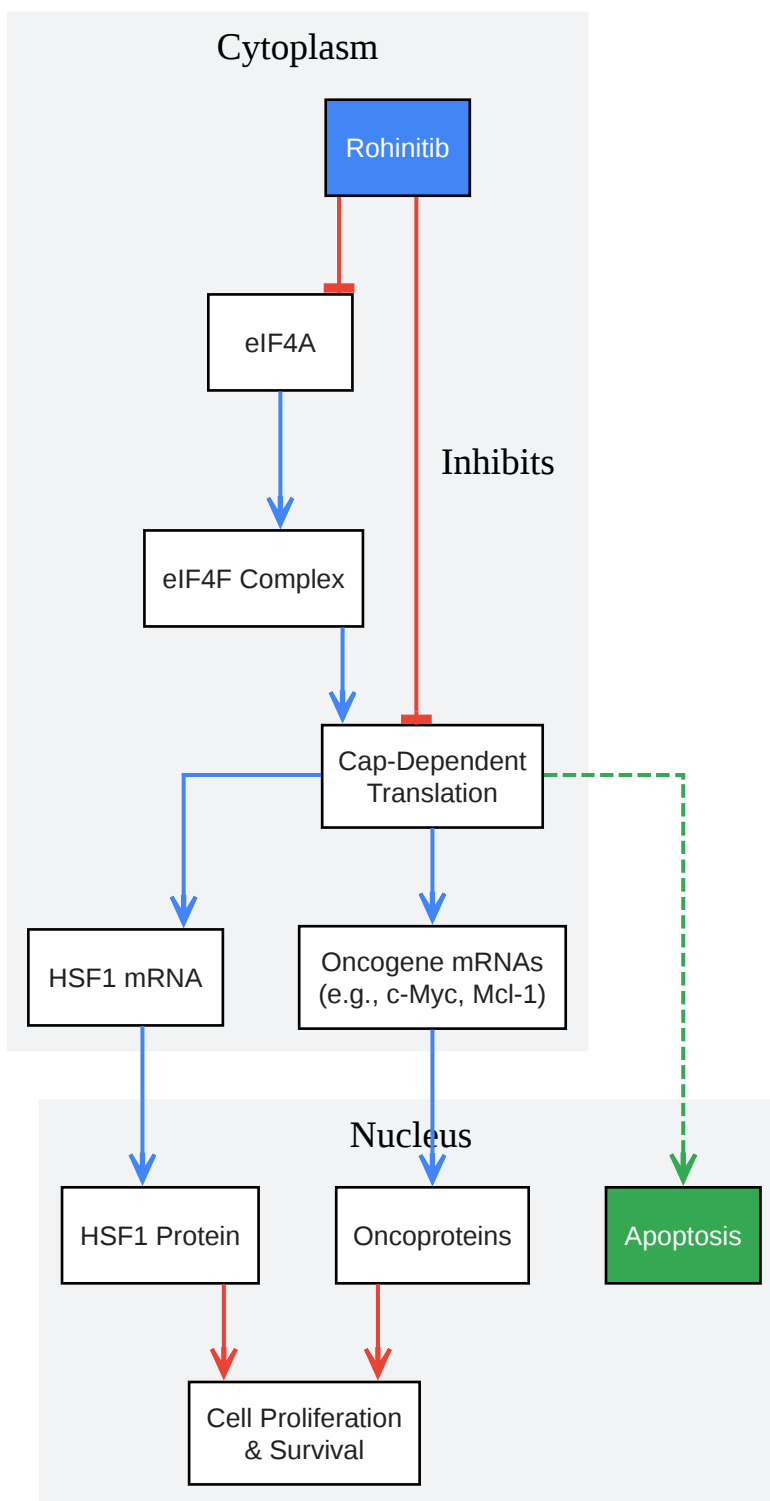 Cytoplasm
Rohinitib
eIF4A
Inhibits
eIF4F Complex
Cap-Dependent
Translation
HSF1 mRNA
Oncogene mRNAs
(e.g., c-Myc, Mcl-1)
Nucleus
HSF1 Protein
Oncoproteins
Apoptosis
Cell Proliferation
& Survival